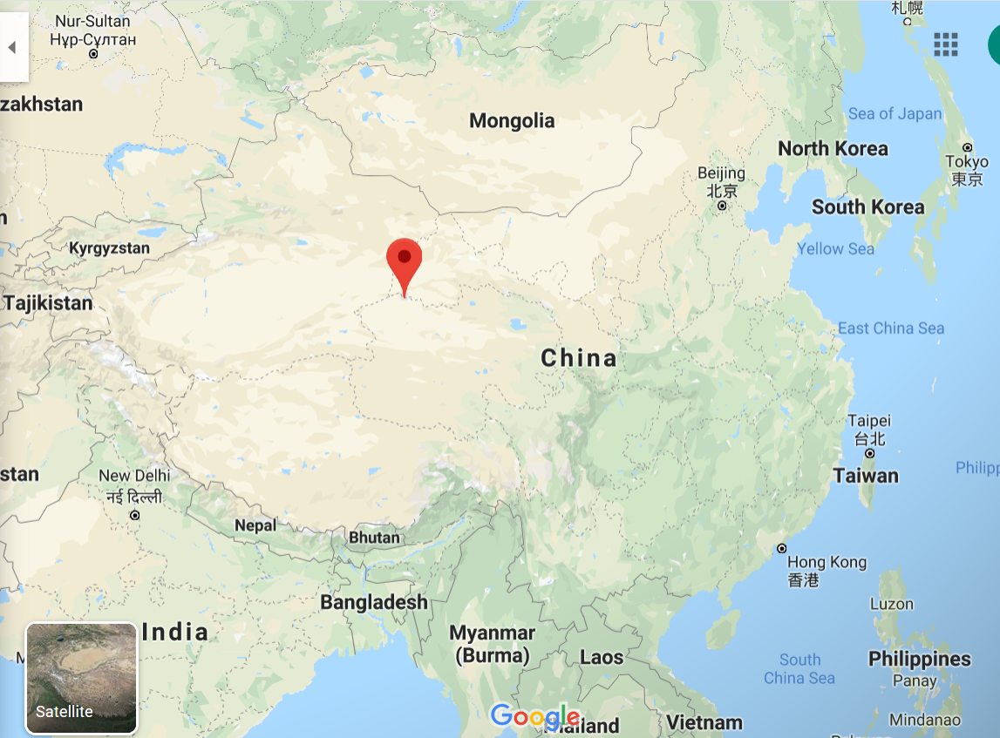 札幌
Nur-Sultan
Нұр-Сұлтан
zakhstan
Mongolia
Sea of Japan
North Korea
Tokyo
東京
Beijing
北京
South Korea
Kyrgyzstan
Yellow Sea
Tajikistan
East China Sea
China
Taipei
台北
Philipp
Taiwan
stan
New Delhi
नई दिल्ली
Nepal
Bhutan
Hong Kong
香港
Bangladesh
Luzon
India
Myanmar
(Burma)
Laos
South
China Sea
Philippines
Panay
Satellite
Google
Thailand
Vietnam
Mindanao